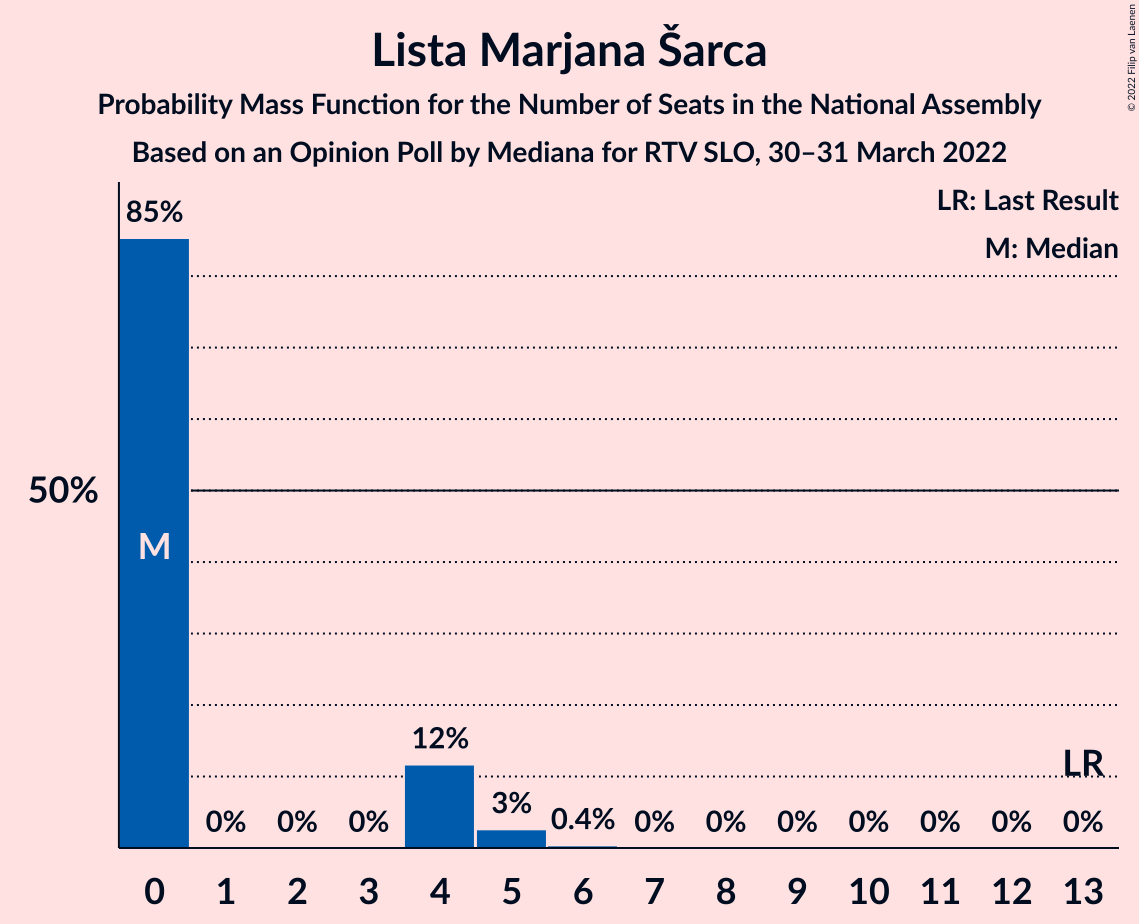 Lista Marjana Šarca
Probability Mass Function for the Number of Seats in the National Assembly
Based on an Opinion Poll by Mediana for RTV SLO, 30–31 March 2022
© 2022 Filip van Laenen
LR: Last Result
M: Median
85%
50%
M
12%
LR
3%
0% 0% 0% 0.4% 0% 0% 0% 0% 0% 0% 0%
0 1 2 3 4 5 6 7 8 9 10 11 12 13